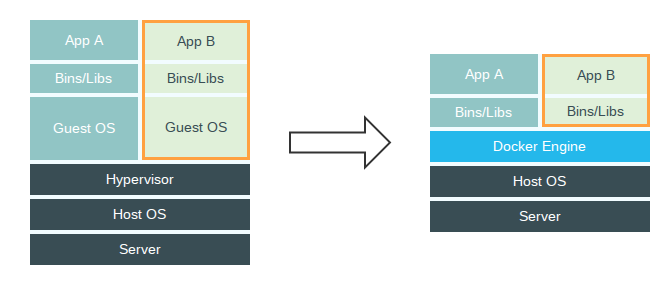 App A
App B
Bins/Libs
Bins/Libs
Guest OS
Guest OS
Hypervisor
Host OS
Server
App A
App B
Bins/Libs
Bins/Libs
Docker Engine
Host OS
Server